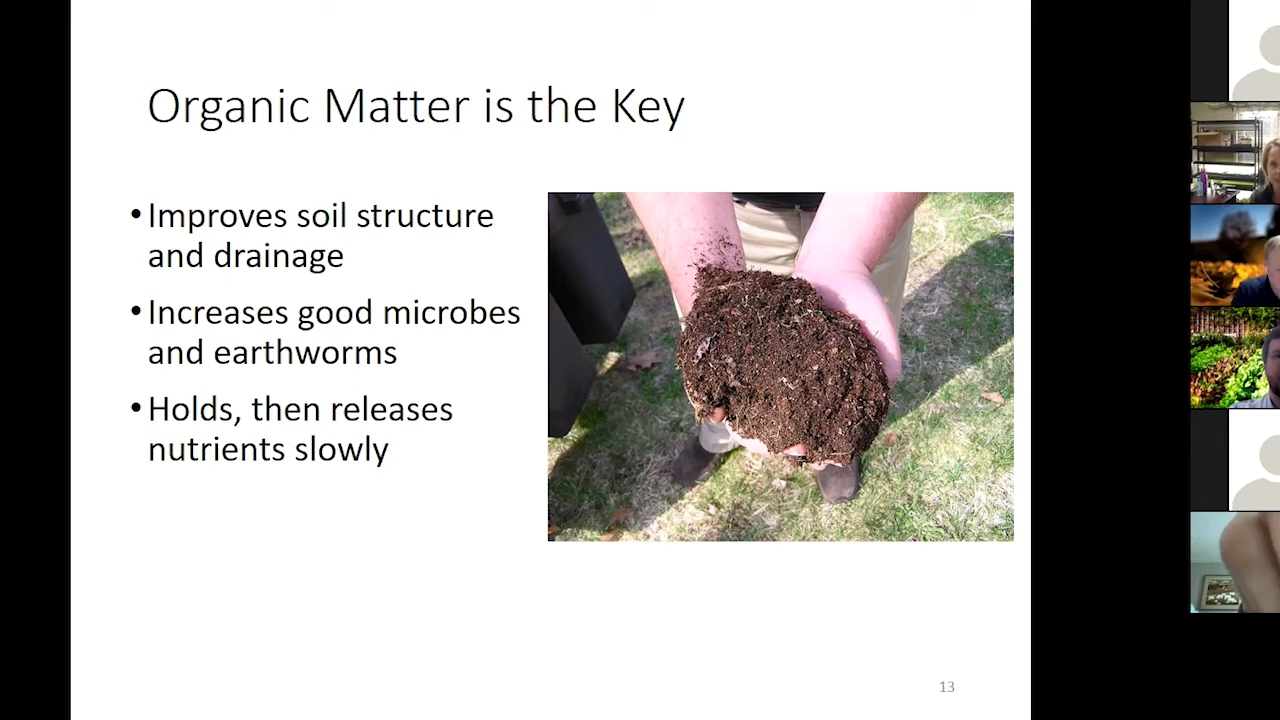 Organic Matter is the Key
• Improves soil structure
and drainage
• Increases good microbes
and earthworms
• Holds, then releases
nutrients slowly
13